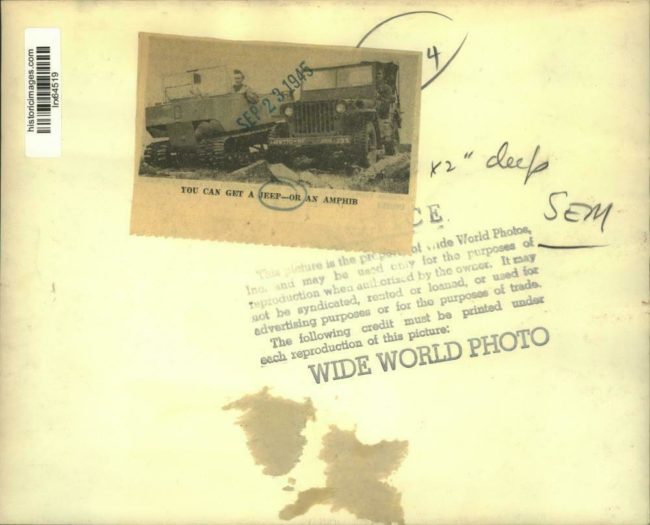 historicimages.com
lrx64519
4
SEP 23 1945
YOU CAN GET A JEEP—OR AN AMPHIB
x2" deep
SEM
CE
This picture is the property of Wide World Photos,
Inc. and may be used only for the purposes of
reproduction when authorized by the owner. It may
not be syndicated, rented or loaned, or used for
advertising purposes or for the purposes of trade.
The following credit must be printed under
each reproduction of this picture:
WIDE WORLD PHOTO